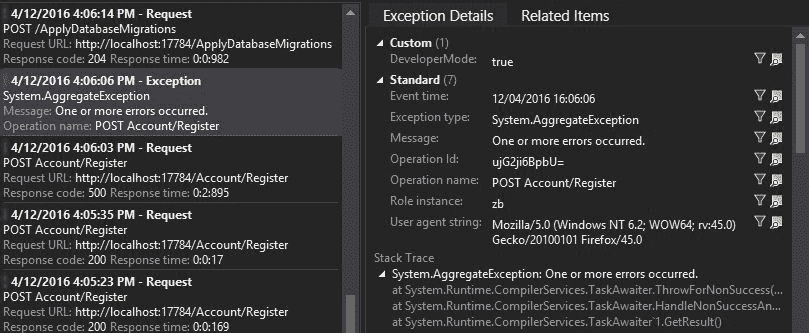 4/12/2016 4:06:14 PM - Request
POST /ApplyDatabaseMigrations
Request URL: http://localhost:17784/ApplyDatabaseMigrations
Response code: 204 Response time: 0:0:982
4/12/2016 4:06:06 PM - Exception
System.AggregateException
Message: One or more errors occurred.
Operation name: POST Account/Register
4/12/2016 4:06:03 PM - Request
POST Account/Register
Request URL: http://localhost:17784/Account/Register
Response code: 500 Response time: 0:2:895
4/12/2016 4:05:35 PM - Request
POST Account/Register
Request URL: http://localhost:17784/Account/Register
Response code: 200 Response time: 0:0:17
4/12/2016 4:05:23 PM - Request
POST Account/Register
Request URL: http://localhost:17784/Account/Register
Response code: 200 Response time: 0:0:169
Exception Details Related Items
Custom (1)
DeveloperMode: true
Standard (7)
Event time: 12/04/2016 16:06:06
Exception type: System.AggregateException
Message: One or more errors occurred.
Operation Id: ujG2ji6BpbU=
Operation name: POST Account/Register
Role instance: zb
User agent string: Mozilla/5.0 (Windows NT 6.2; WOW64; rv:45.0)
Gecko/20100101 Firefox/45.0
Stack Trace
System.AggregateException: One or more errors occurred.
at System.Runtime.CompilerServices.TaskAwaiter.ThrowForNonSuccess(...
at System.Runtime.CompilerServices.TaskAwaiter.HandleNonSuccessAn...
at System.Runtime.CompilerServices.TaskAwaiter`1.GetResult()